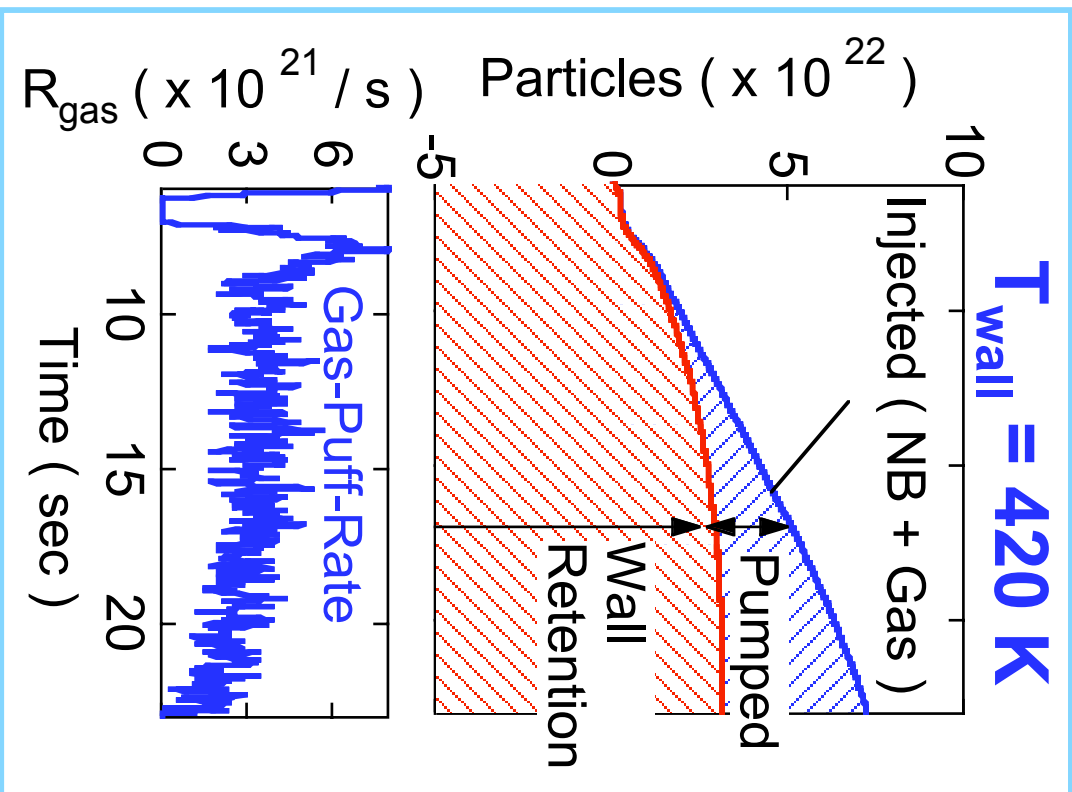 T wall = 420 K
Particles ( x 10 22 )
10
5
0
-5
Injected ( NB + Gas )
Pumped
Wall
Retention
R gas ( x 10 21 / s )
6
3
0
Gas-Puff-Rate
10
15
20
Time ( sec )